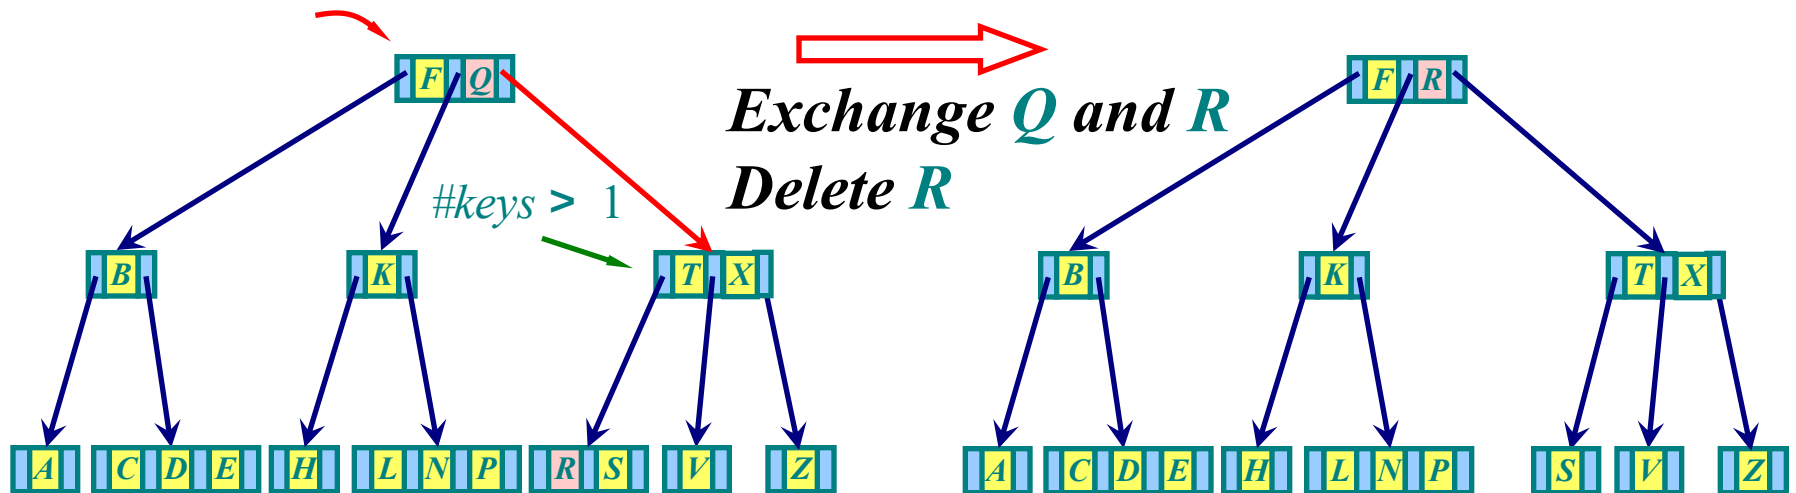 F Q F R
Exchange Q and R
Delete R
#keys > 1
B K T X B K T X
A C D E H L N P R S V Z A C D E H L N P S V Z